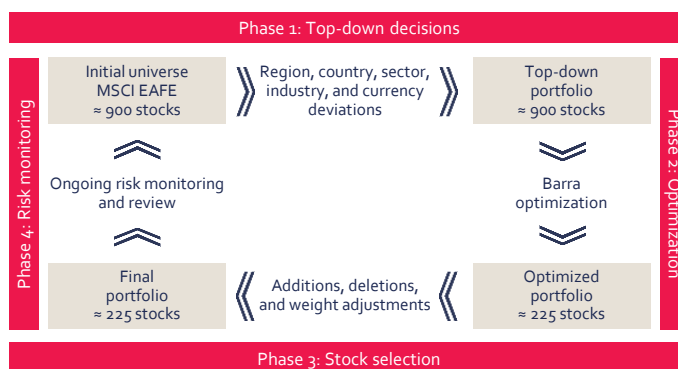 Phase 1: Top-down decisions
Initial universe
MSCI EAFE
≈ 900 stocks
Region, country, sector,
industry, and currency
deviations
Top-down
portfolio
≈ 900 stocks
Phase 2: Optimization
Barra
optimization
Optimized
portfolio
≈ 225 stocks
Phase 3: Stock selection
Additions, deletions,
and weight adjustments
Final
portfolio
≈ 225 stocks
Phase 4: Risk monitoring
Ongoing risk monitoring
and review